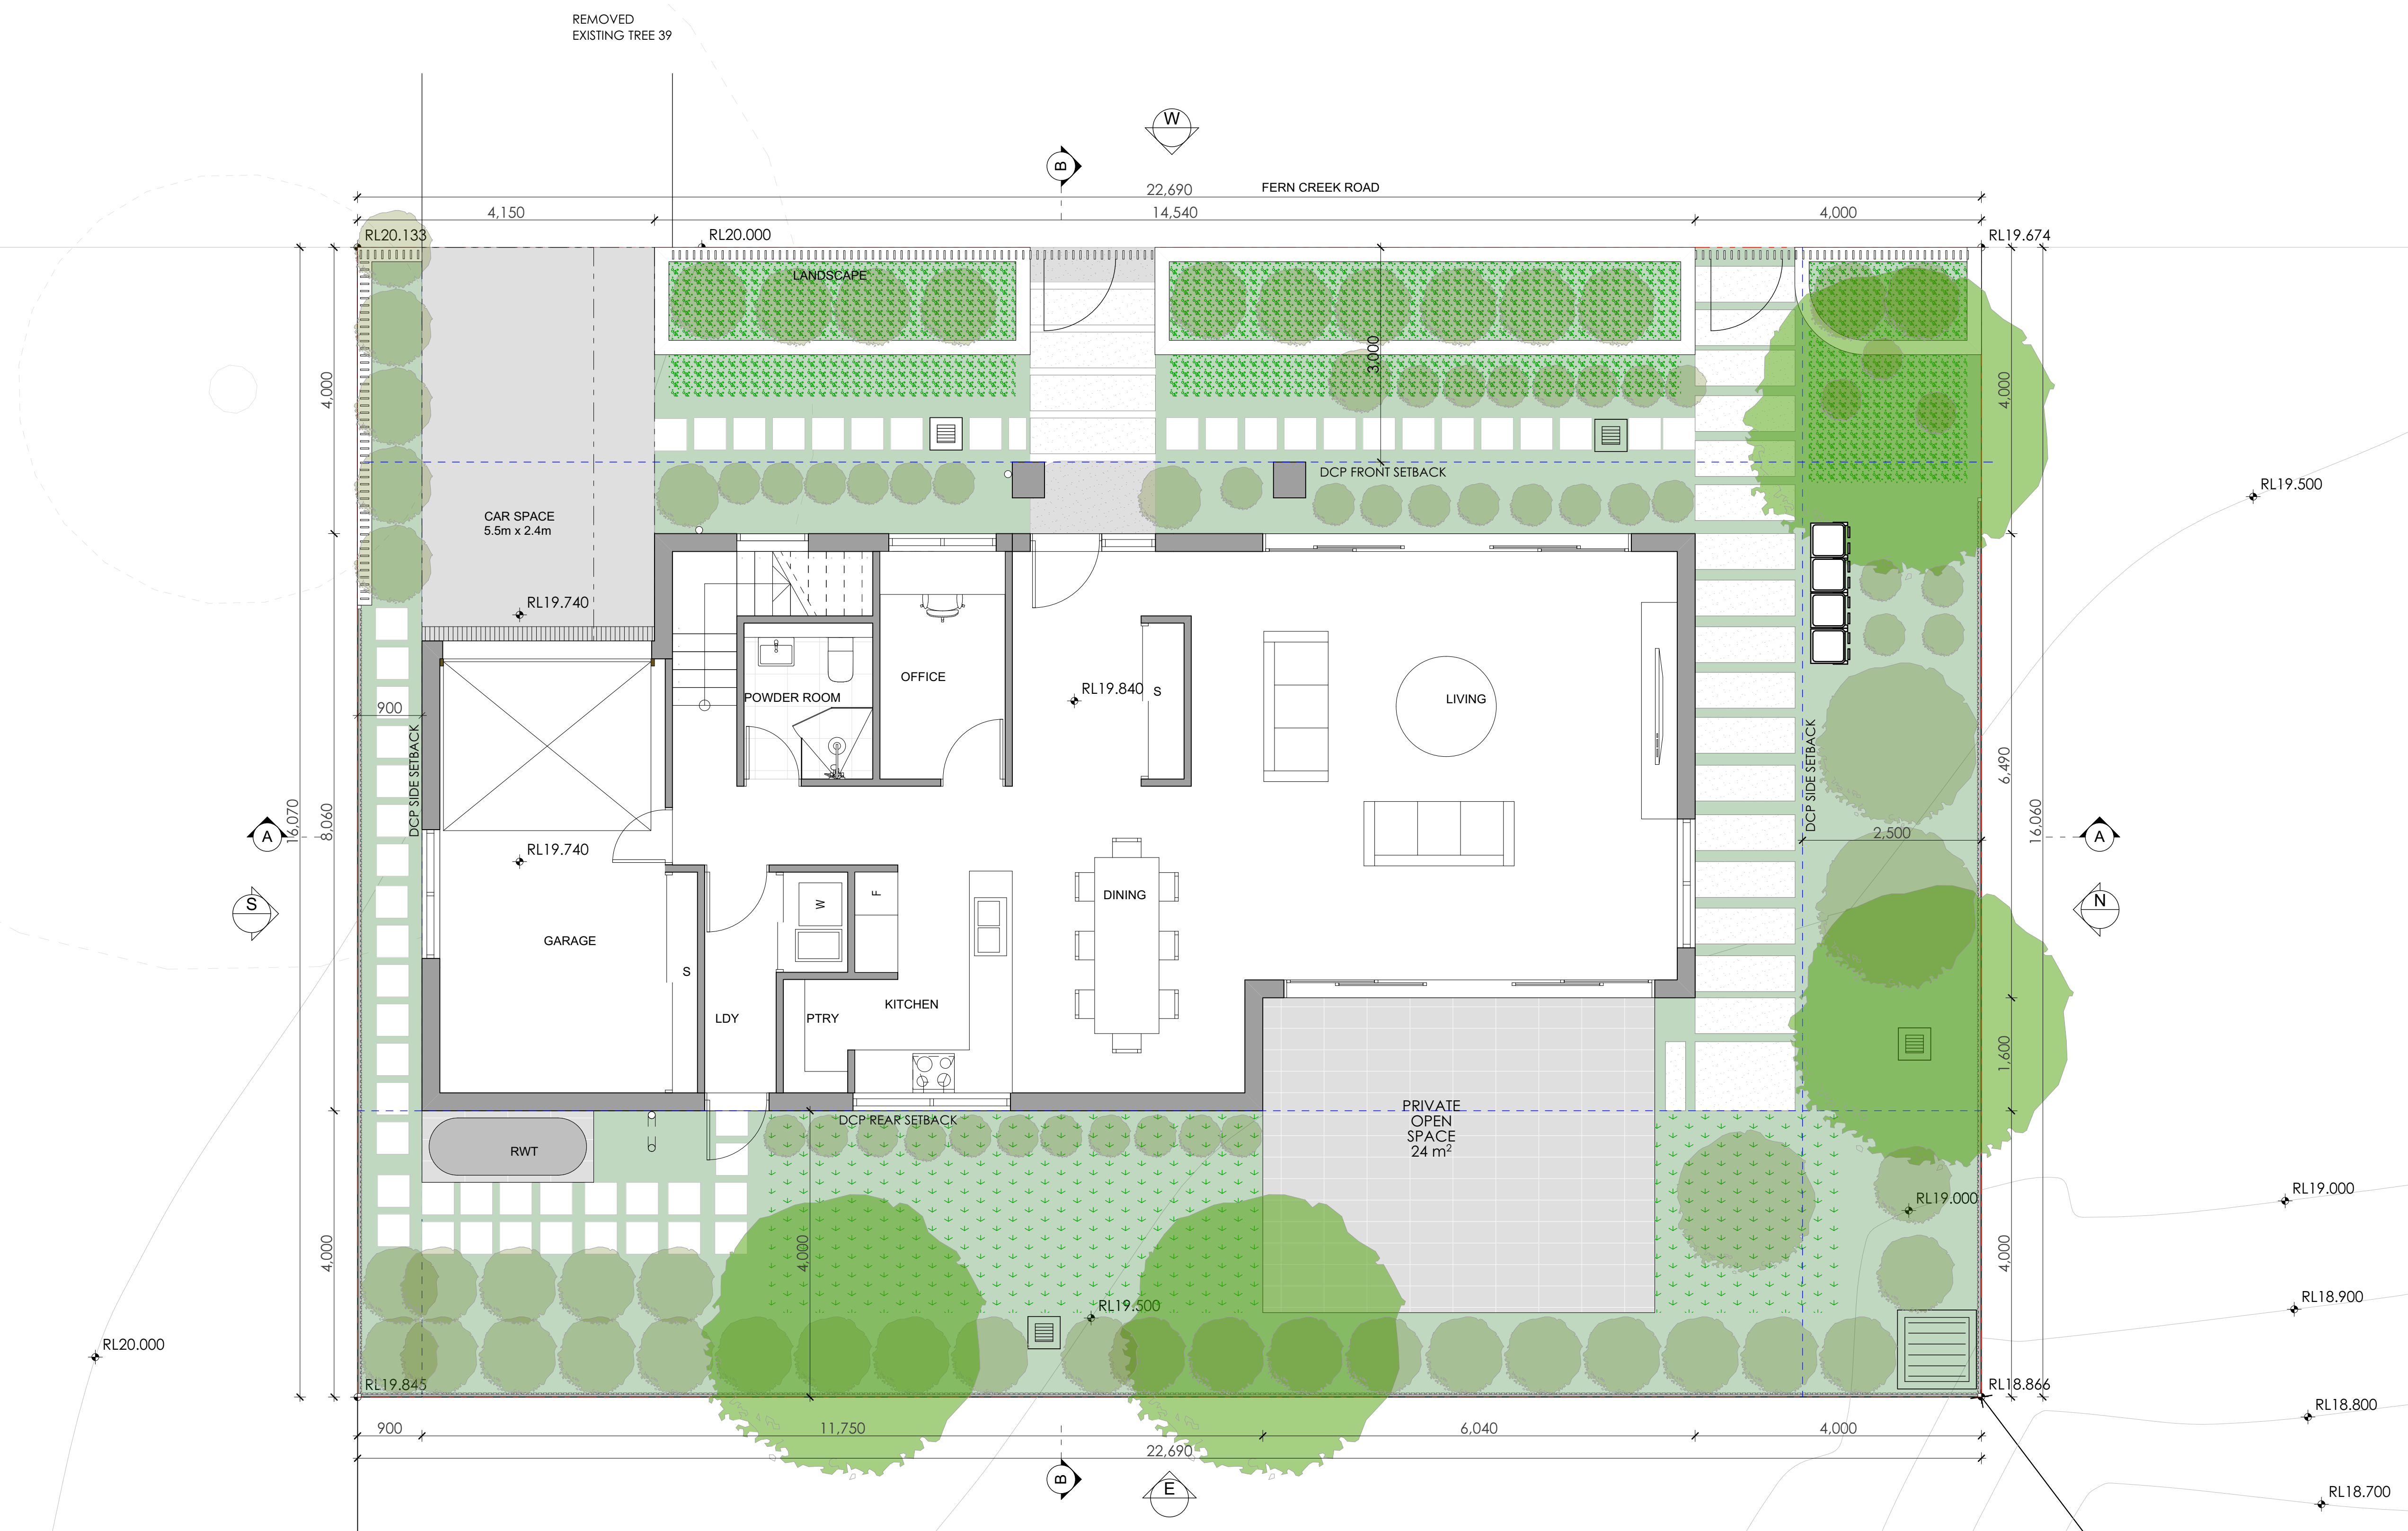 REMOVED
EXISTING TREE 39
W
B
22,690
FERN CREEK ROAD
4,150
14,540
4,000
RL20.133
RL20.000
RL19.674
LANDSCAPE
3,000
4,000
4,000
DCP FRONT SETBACK
RL19.500
CAR SPACE
5.5m x 2.4m
RL19.740
OFFICE
POWDER ROOM
RL19.840
S
LIVING
900
DCP SIDE SETBACK
DCP SIDE SETBACK
6,490
16,070
8,060
A
2,500
16,060
A
RL19.740
S
W
F
DINING
N
GARAGE
S
KITCHEN
LDY
PTRY
1,600
PRIVATE
OPEN
SPACE
24 m²
DCP REAR SETBACK
RWT
RL19.000
RL19.000
4,000
4,000
4,000
RL19.500
RL18.900
RL20.000
RL19.845
RL18.866
RL18.800
900
11,750
6,040
4,000
22,690
B
E
RL18.700